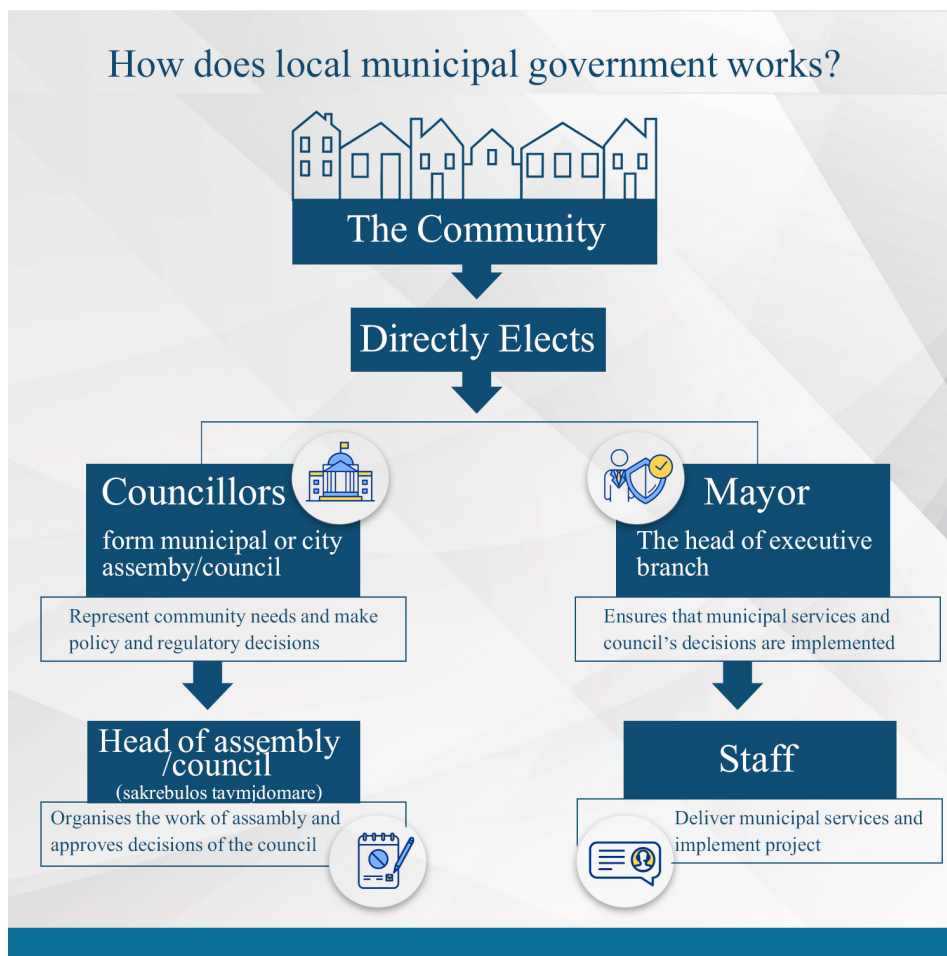 How does local municipal government works?
The Community
Directly Elects
Councillors
form municipal or city
assemby/council
Represent community needs and make
policy and regulatory decisions
Head of assembly
/council
(sakrebulos tavmjdomare)
Organises the work of assambly and
approves decisions of the council
Mayor
The head of executive
branch
Ensures that municipal services and
council’s decisions are implemented
Staff
Deliver municipal services and
implement project